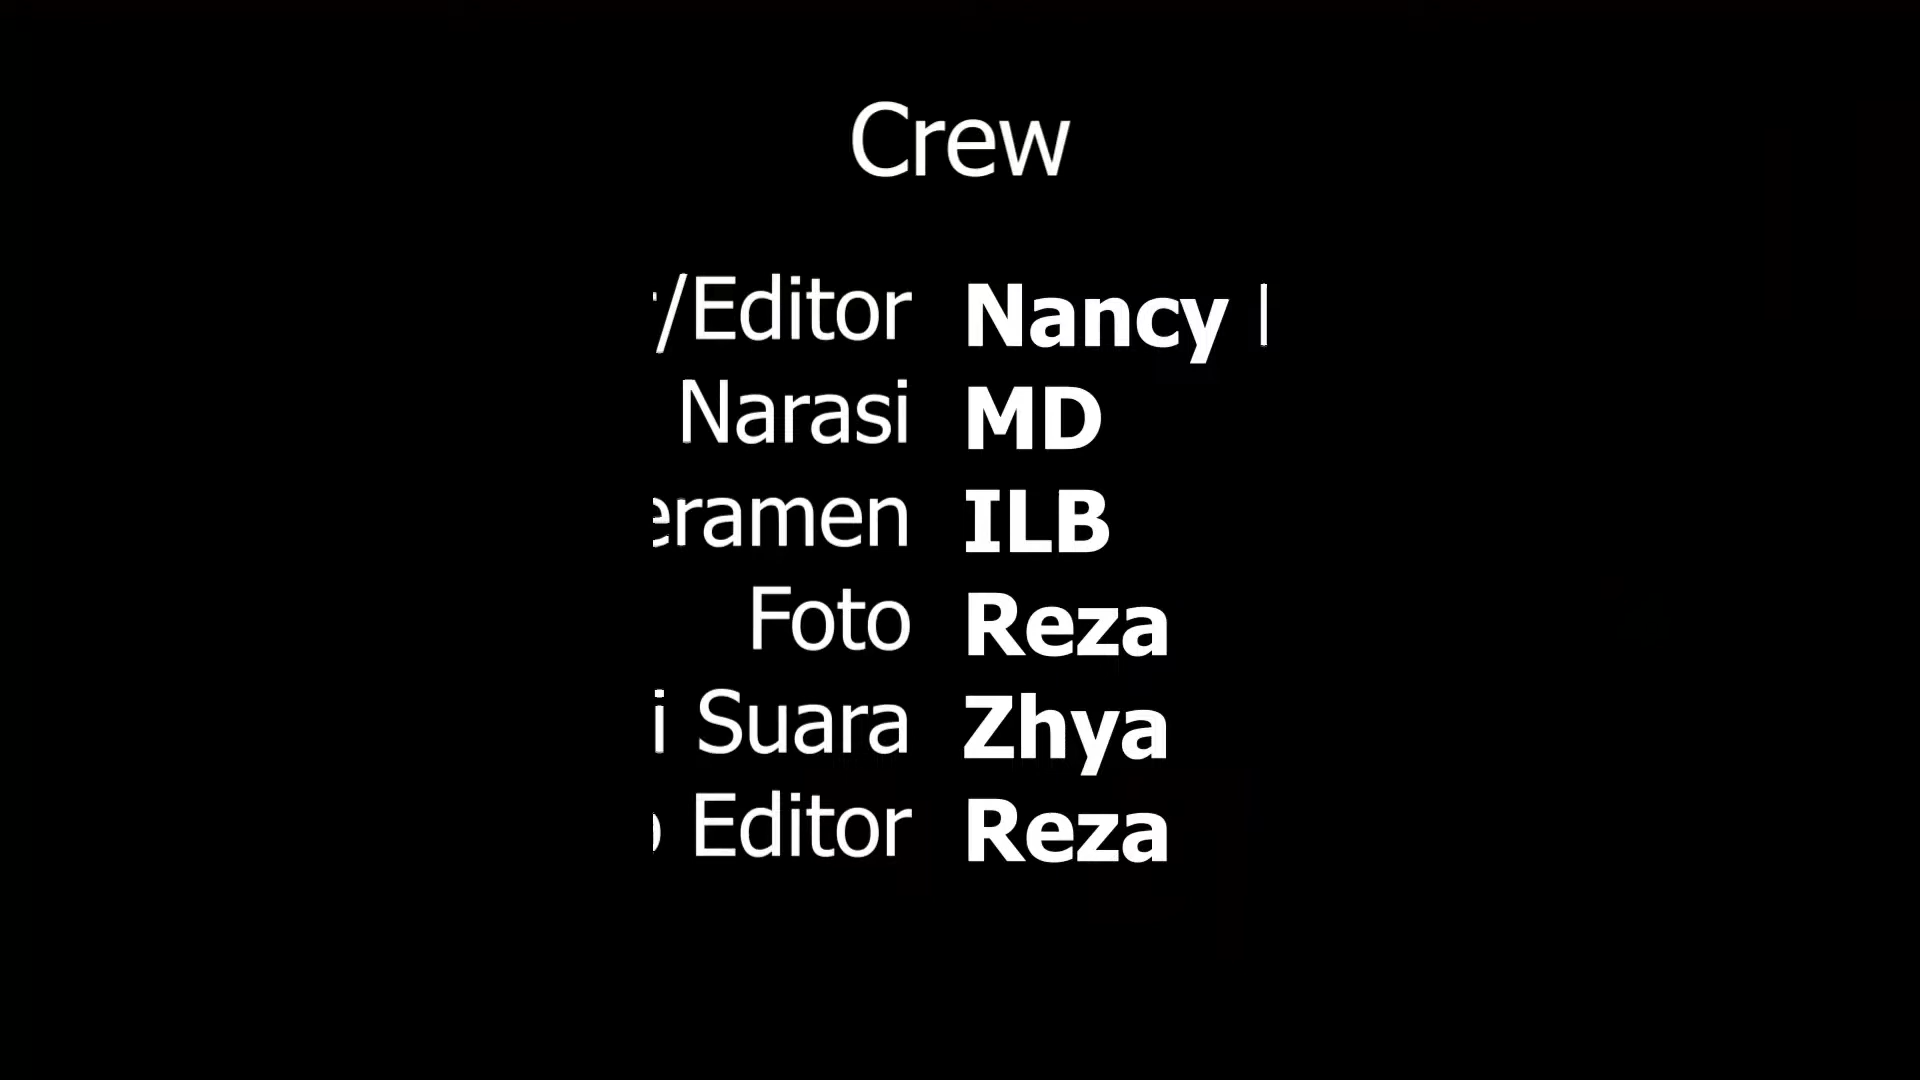 Crew
/Editor Nancy
Narasi MD
eramen ILB
Foto Reza
i Suara Zhya
Editor Reza